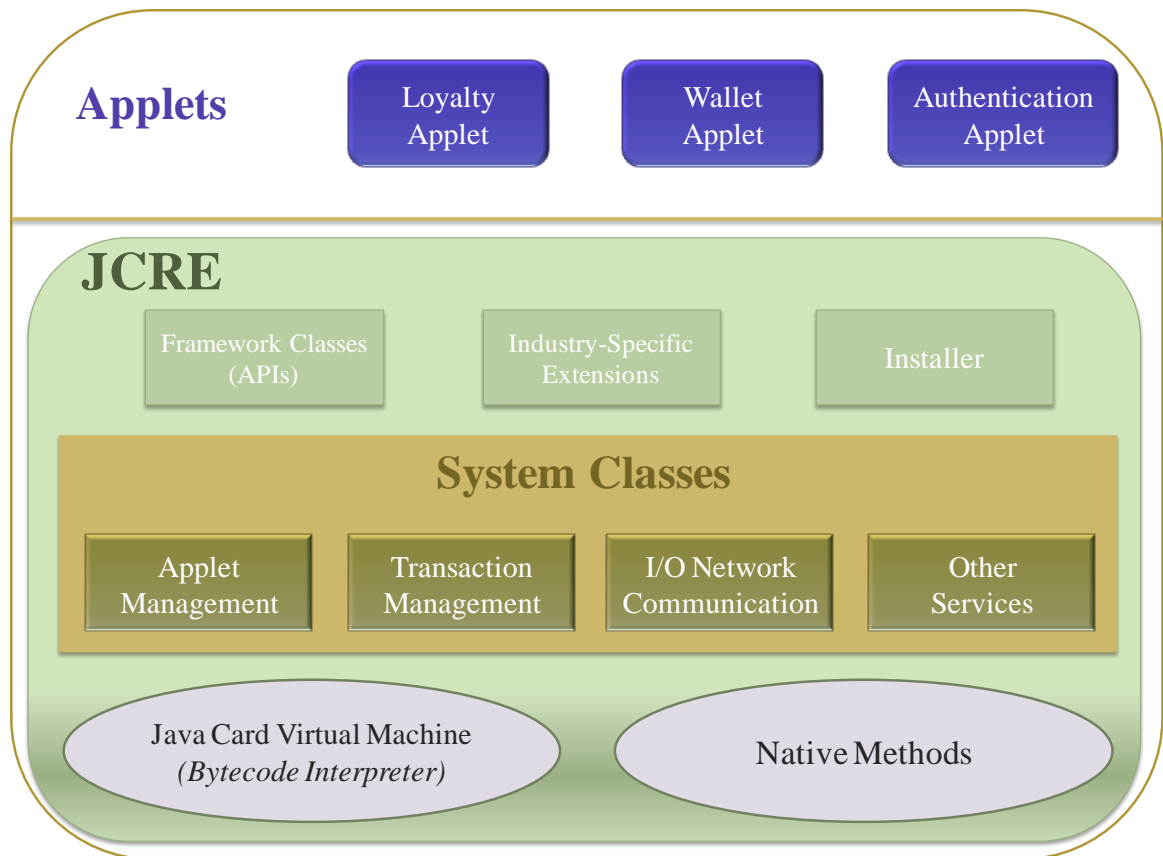 Applets
Loyalty
Applet
Wallet
Applet
Authentication
Applet
JCRE
Framework Classes
(APIs)
Industry-Specific
Extensions
Installer
System Classes
Applet
Management
Transaction
Management
I/O Network
Communication
Other
Services
Java Card Virtual Machine
(Bytecode Interpreter)
Native Methods